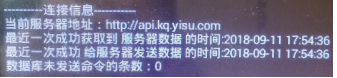 ---------连接信息----------
当前服务器地址：http://api.kq.yisu.com
最近一次成功获取到 服务器数据 的时间:2018-09-11 17:54:36
最近一次成功 给服务器发送数据 的时间:2018-09-11 17:54:36
数据库未发送命令的条数：0